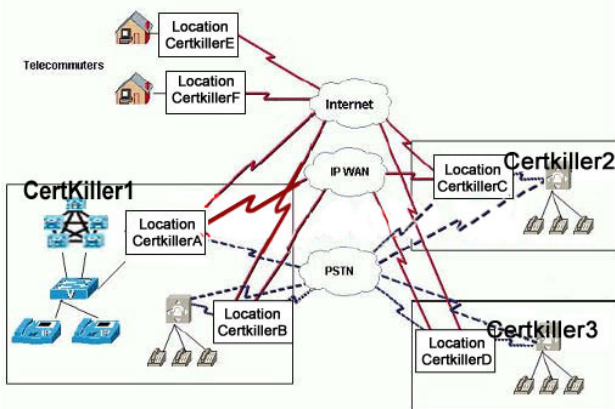 Location
CertkillerE
Telecommuters
Location
CertkillerF
Internet
Certkiller2
CertKiller1
IP WAN
Location
CertkillerC
Location
CertkillerA
V
PSTN
Location
CertkillerB
Certkiller3
Location
CertkillerD